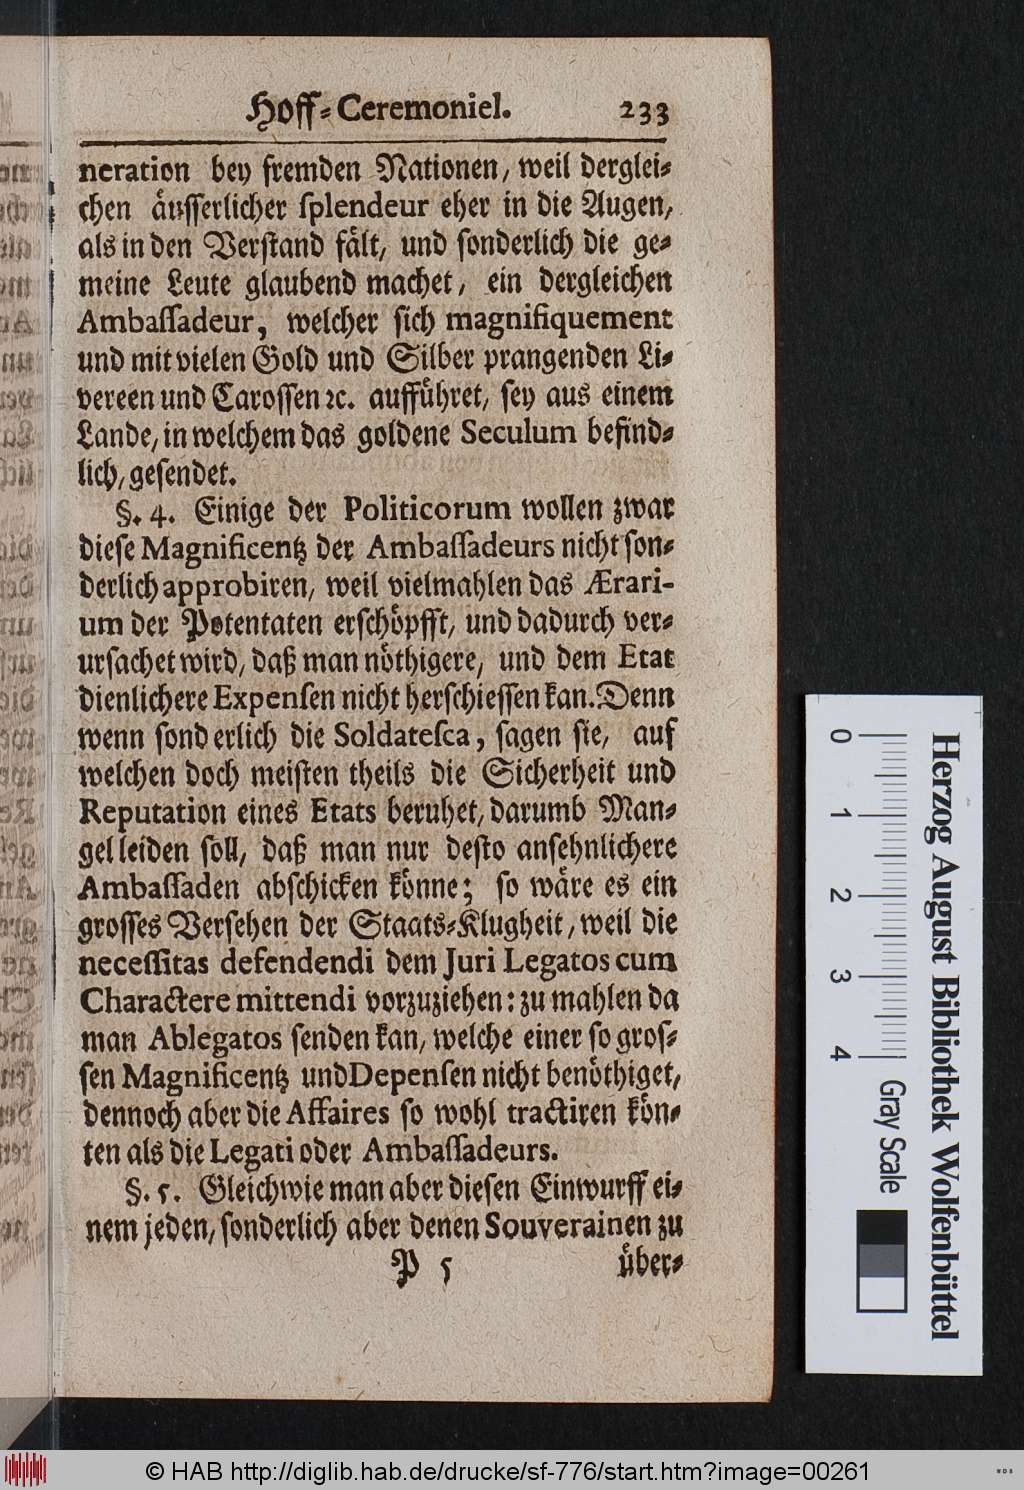 Hoff-Ceremoniel. 233
neration bey fremden Nationen, weil derglei-
chen äusserlicher splendeur eher in die Augen,
als in den Verstand fält, und sonderlich die ge-
meine Leute glaubend machet, ein dergleichen
Ambassadeur, welcher sich magnifiquement
und mit vielen Gold und Silber prangenden Li-
vereen und Carossen ꝛc. aufführet, sey aus einem
Lande, in welchem das goldene Seculum befind-
lich, gesendet.
§. 4. Einige der Politicorum wollen zwar
diese Magnificentz der Ambassadeurs nicht son-
derlich approbiren, weil vielmahlen das Ærari-
um der Potentaten erschöpfft, und dadurch ver-
ursachet wird, daß man nöthigere, und dem Etat
dienlichere Expensen nicht herschiessen kan. Denn
wenn sonderlich die Soldatesca, sagen sie, auf
welchen doch meisten theils die Sicherheit und
Reputation eines Etats beruhet, darumb Man-
gel leiden soll, daß man nur desto ansehnlichere
Ambassaden abschicken könne; so wäre es ein
grosses Versehen der Staats-Klugheit, weil die
necessitas defendendi dem Juri Legatos cum
Charactere mittendi vorzuziehen: zu mahlen da
man Ablegatos senden kan, welche einer so gros-
sen Magnificentz und Depensen nicht benöthiget,
dennoch aber die Affaires so wohl tractiren kön-
ten als die Legati oder Ambassadeurs.
§. 5. Gleichwie man aber diesen Einwurff ei-
nem jeden, sonderlich aber denen Souverainen zu
P 5 über-
0 1 2 3 4 Gray Scale
Herzog August Bibliothek Wolfenbüttel
© HAB http://diglib.hab.de/drucke/sf-776/start.htm?image=00261